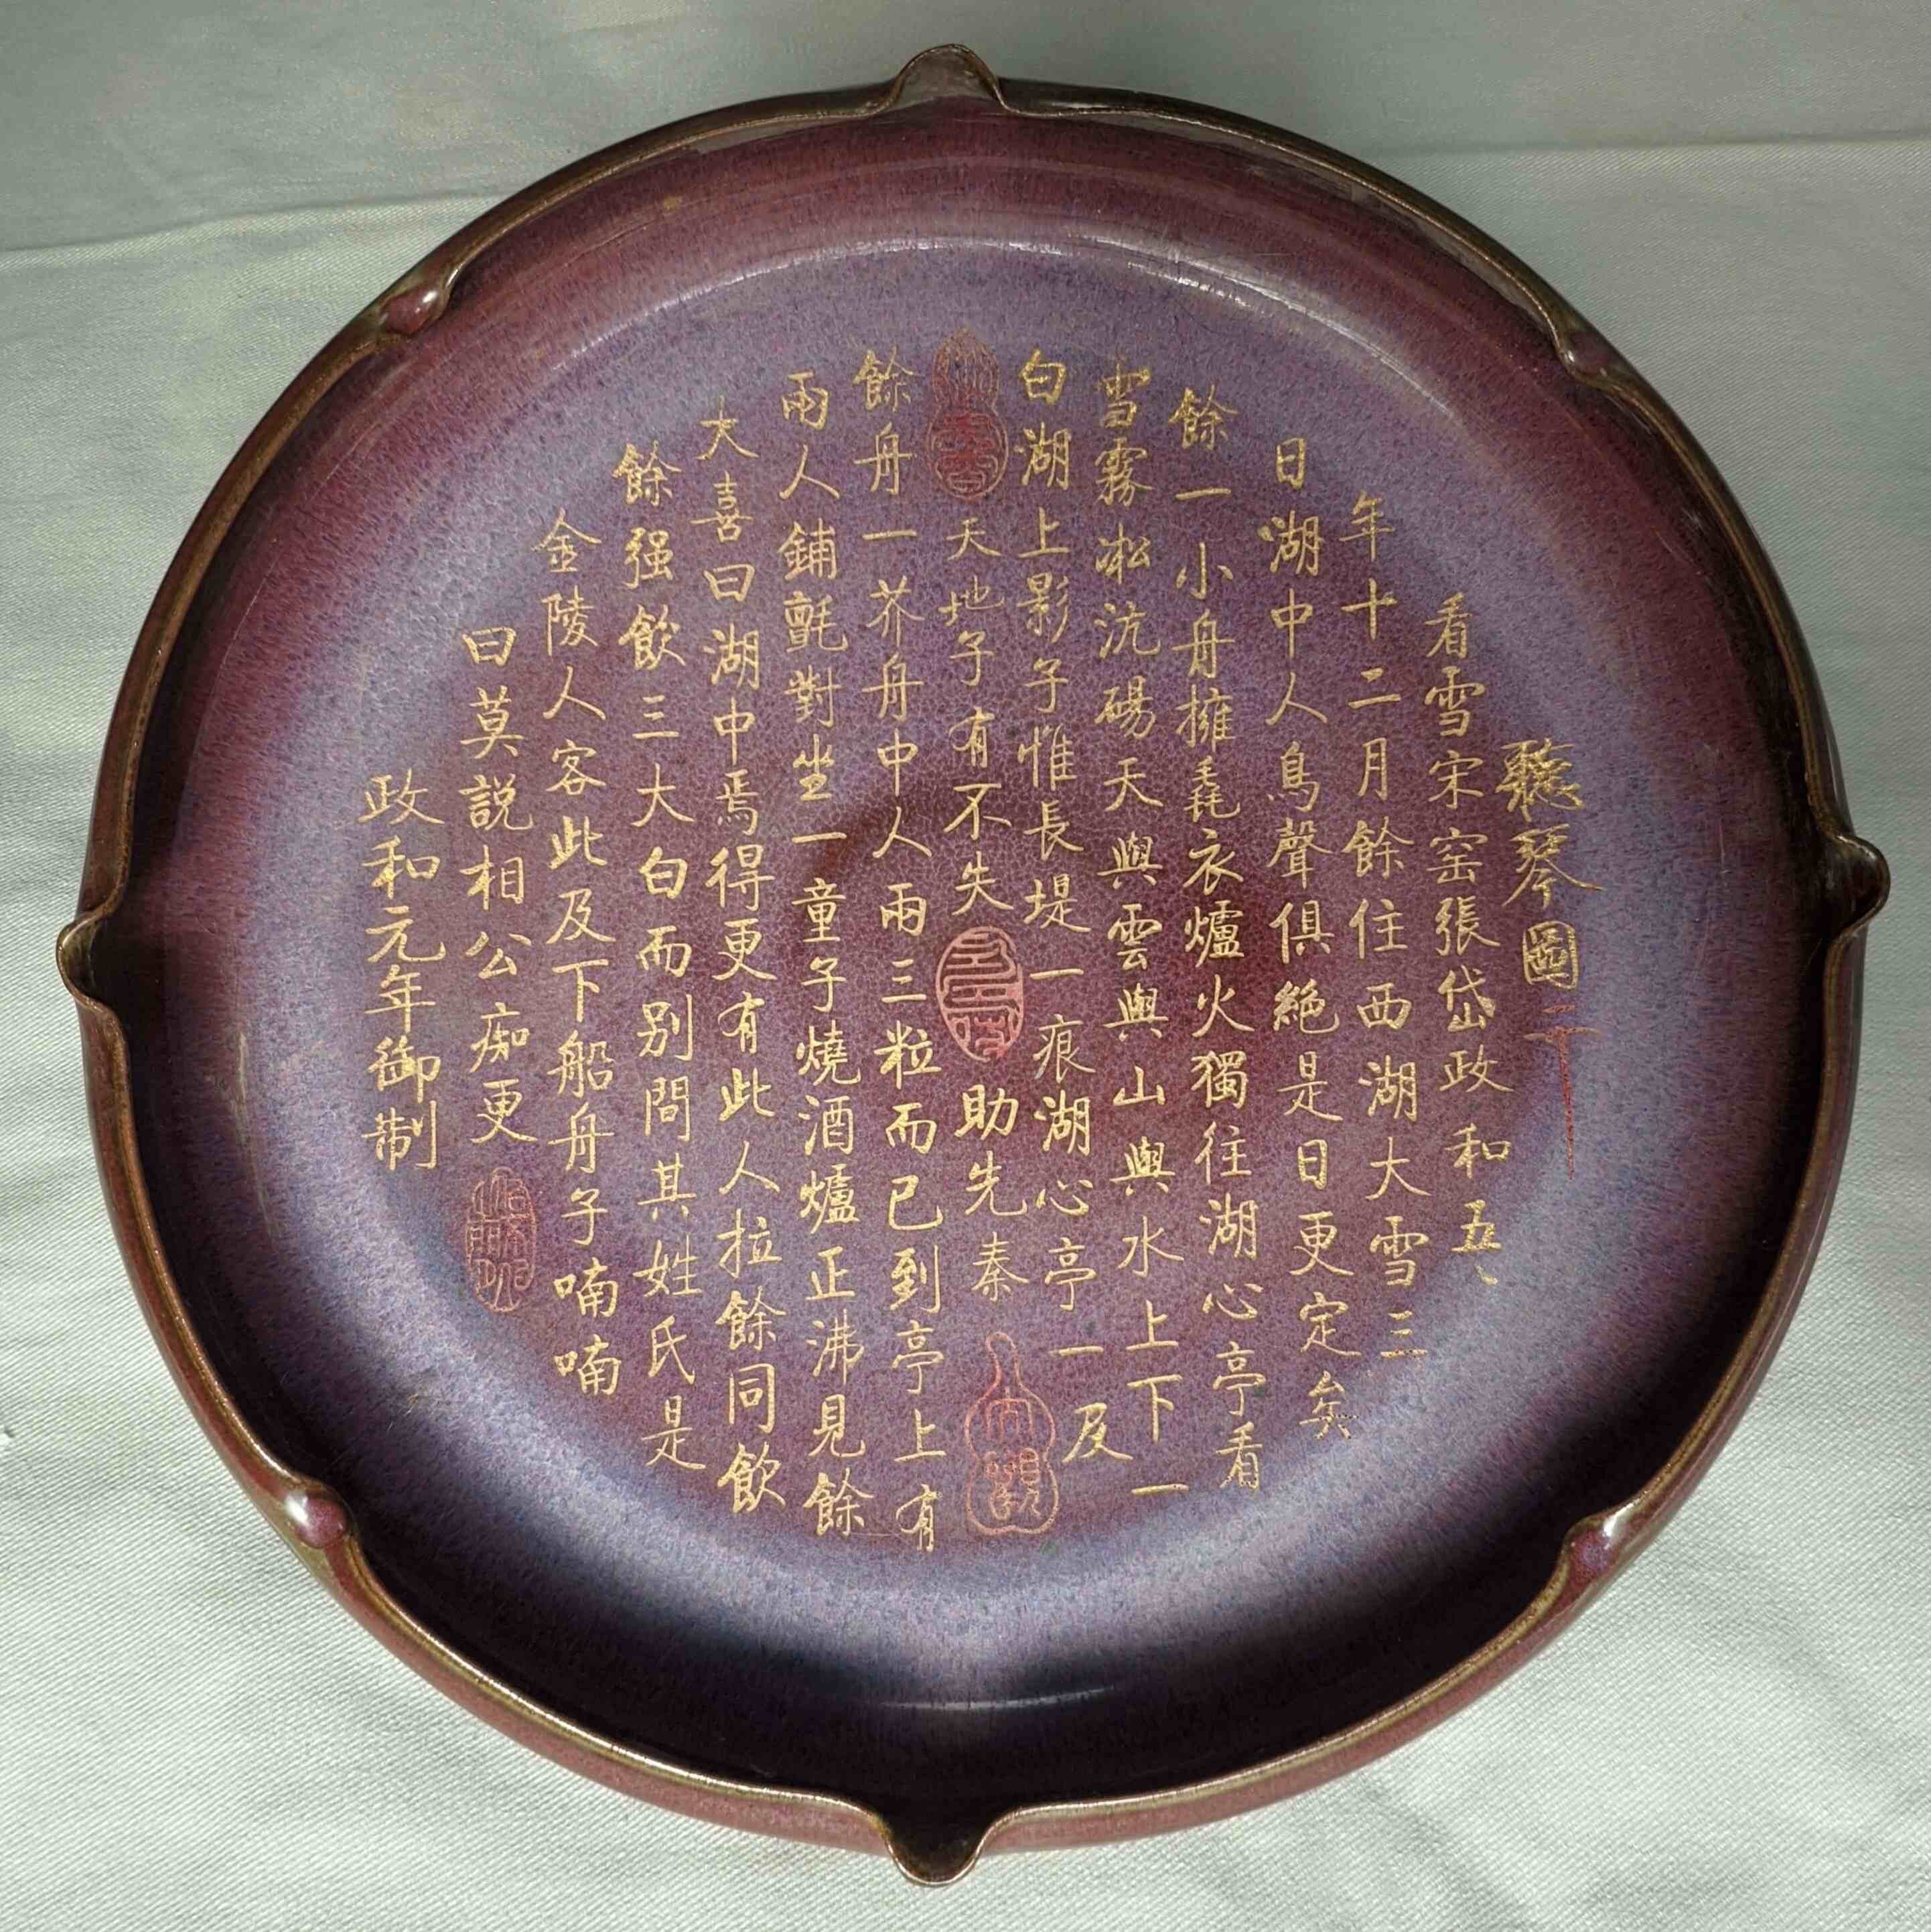 聽琴圖
看雪宋窑張岱政和五
年十二月餘住西湖大雪三
日湖中人鳥聲俱絕是日更定矣
餘一小舟擁毳衣爐火獨往湖心亭看
雪霧凇沆碭天與雲與山與水上下一
白湖上影子惟長堤一痕湖心亭一及
天地子有不失
助先秦
大觀
餘舟一芥舟中人兩三粒而已到亭上有
兩人鋪氈對坐一童子燒酒爐正沸見餘
大喜曰湖中焉得更有此人拉餘同飲
餘强飲三大白而别問其姓氏是
金陵人客此及下船舟子喃喃
曰莫説相公痴更
政和元年御制